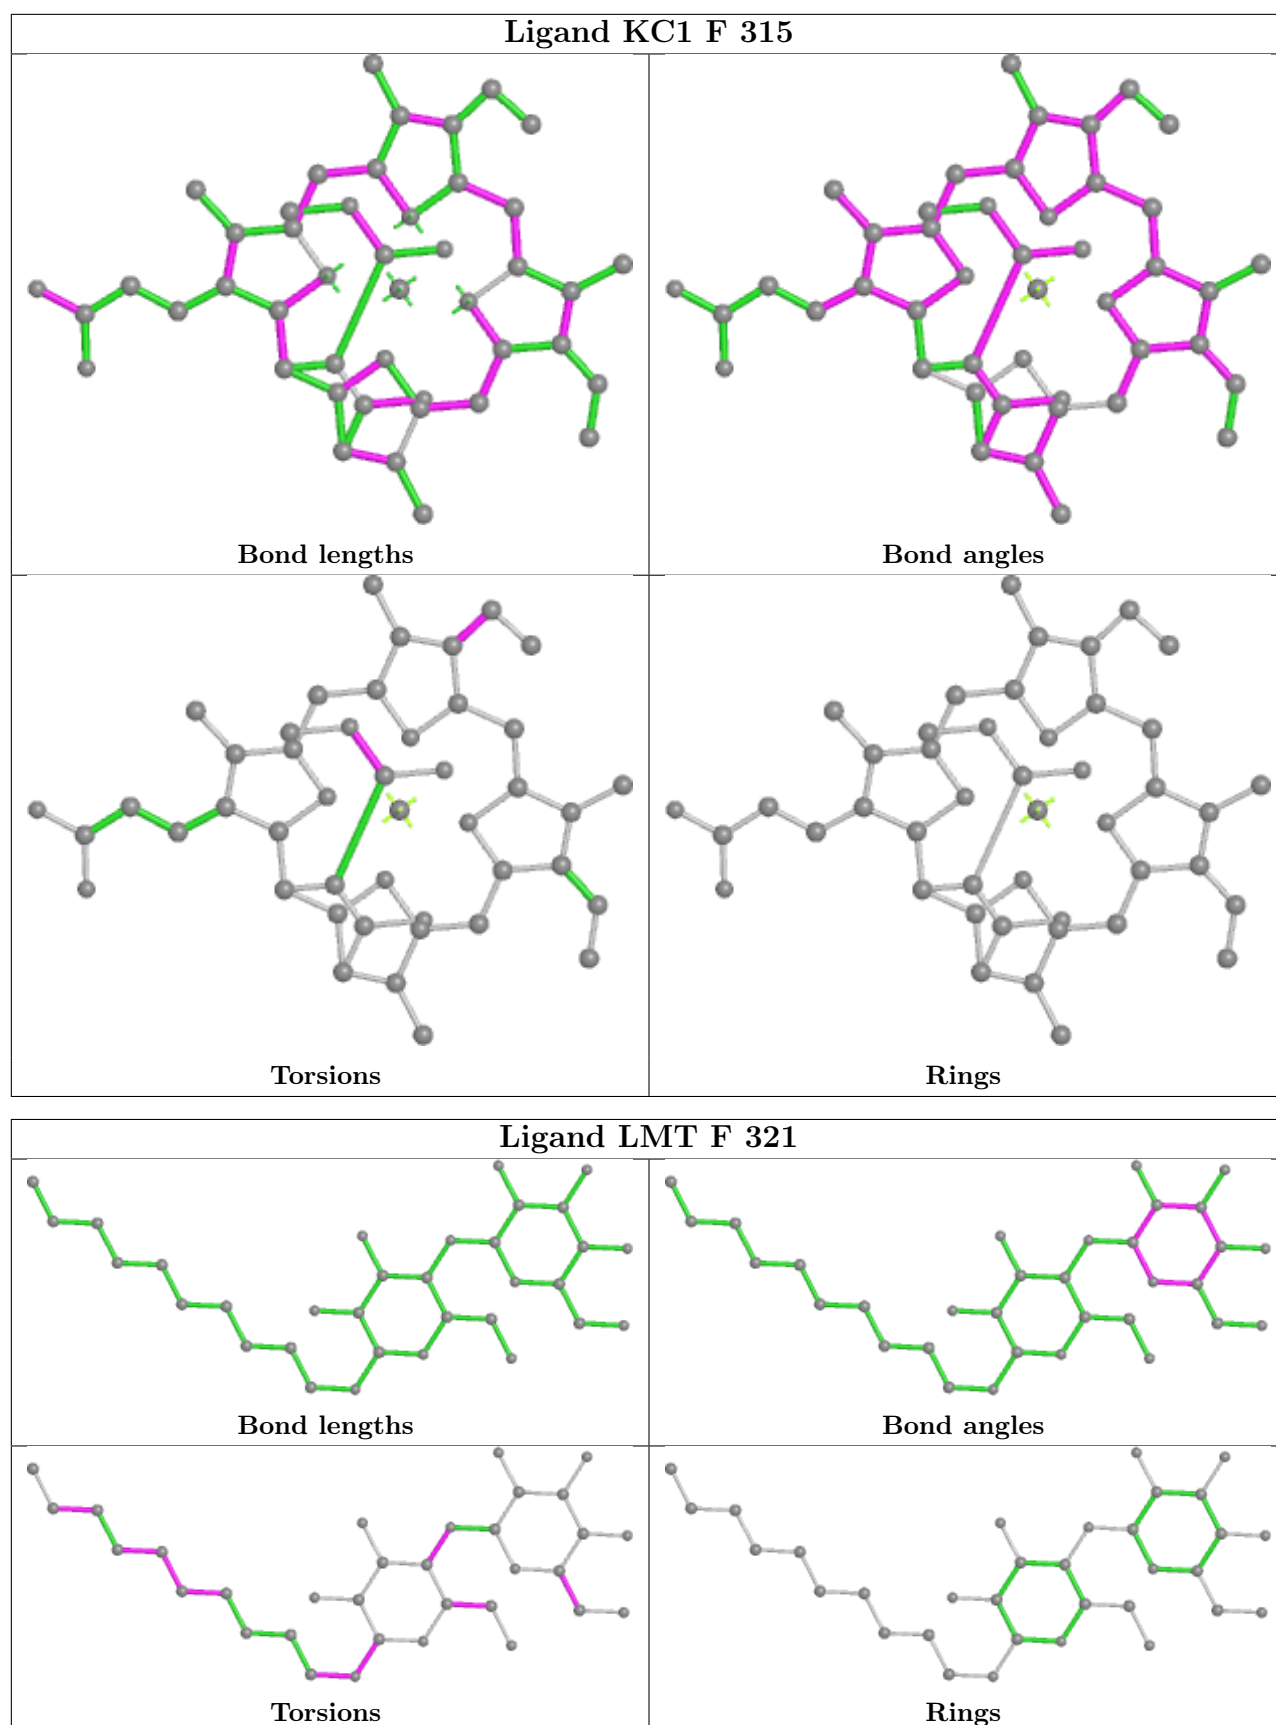 Ligand KC1 F 315
Bond lengths
Bond angles
Torsions
Rings
Ligand LMT F 321
Bond lengths
Bond angles
Torsions
Rings